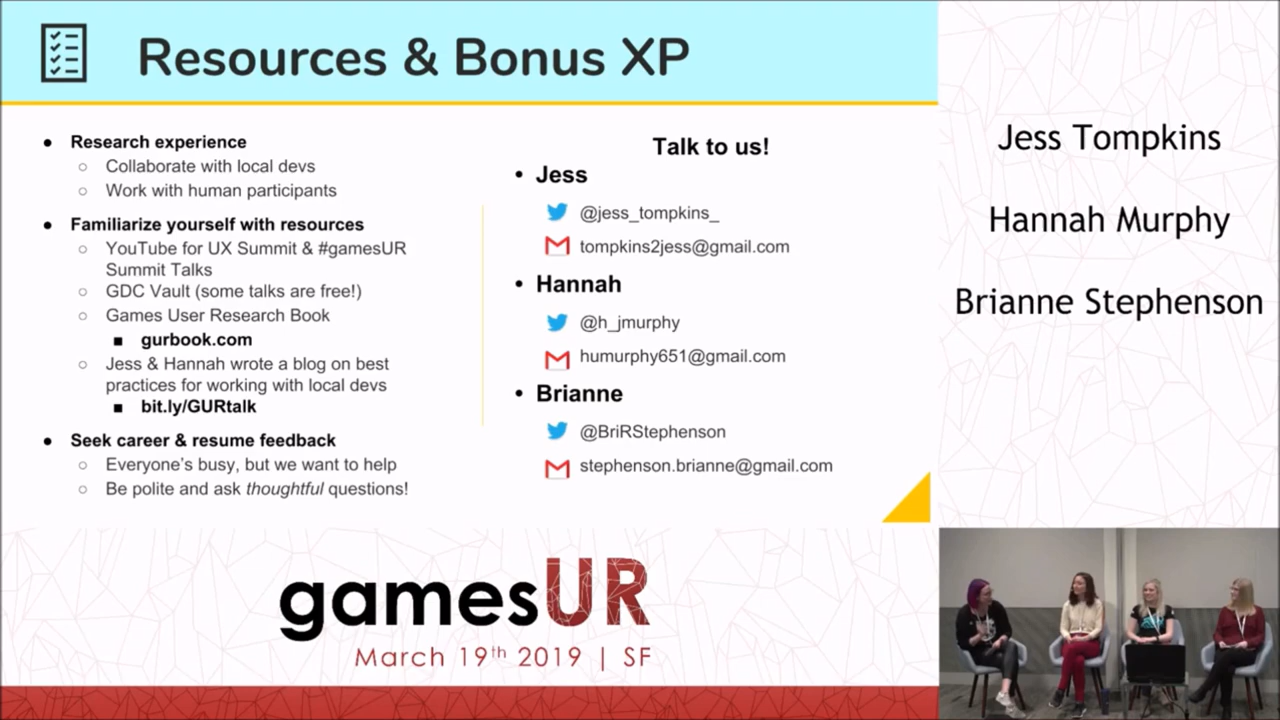 Resources & Bonus XP
Research experience
Collaborate with local devs
Work with human participants
Familiarize yourself with resources
YouTube for UX Summit & #gamesUR
Summit Talks
GDC Vault (some talks are free!)
Games User Research Book
gurbook.com
Jess & Hannah wrote a blog on best
practices for working with local devs
bit.ly/GURtalk
Seek career & resume feedback
Everyone's busy, but we want to help
Be polite and ask thoughtful questions!
Talk to us!
Jess
@jess_tompkins_
tompkins2jess@gmail.com
Hannah
@h_jmurphy
humurphy651@gmail.com
Brianne
@BriRStephenson
stephenson.brianne@gmail.com
Jess Tompkins
Hannah Murphy
Brianne Stephenson
gamesUR
March 19th 2019 | SF